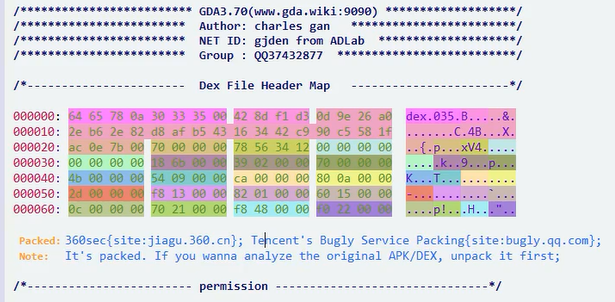 /************************* GDA3.70(www.gda.wiki:9090) *******************/
/************************ Author: charles gan *************************/
/************************ NET ID: gjden from ADLab *********************/
/************************ Group : QQ37432877 ***********************/
/*---------------------- Dex File Header Map ----------------------*/
000000: 64 65 78 0a 30 33 35 00 42 8d f1 d3 0d 9e 26 a0 dex.035.B.....&.
000010: 2e b6 2e 82 d8 af b5 43 16 34 42 c9 90 c5 58 1f .......C.4B...X.
000020: ac 0e 7b 00 70 00 00 00 78 56 34 12 00 00 00 00 ..{.p...xV4.....
000030: 00 00 00 00 18 6b 00 00 39 02 00 00 70 00 00 00 .....k..9...p...
000040: 4b 00 00 00 54 09 00 00 ca 00 00 00 80 0a 00 00 K...T...........
000050: 2d 00 00 00 f8 13 00 00 82 01 00 00 60 15 00 00 -...........`...
000060: 0c 00 00 00 70 21 00 00 f8 48 00 00 f0 22 00 00 ....p!...H..."..
Packed: 360sec{site:jiagu.360.cn}; Tencent's Bugly Service Packing{site:bugly.qq.com};
Note: It's packed. If you wanna analyze the original APK/DEX, unpack it first;
/*---------------------- permission ----------------------------*/